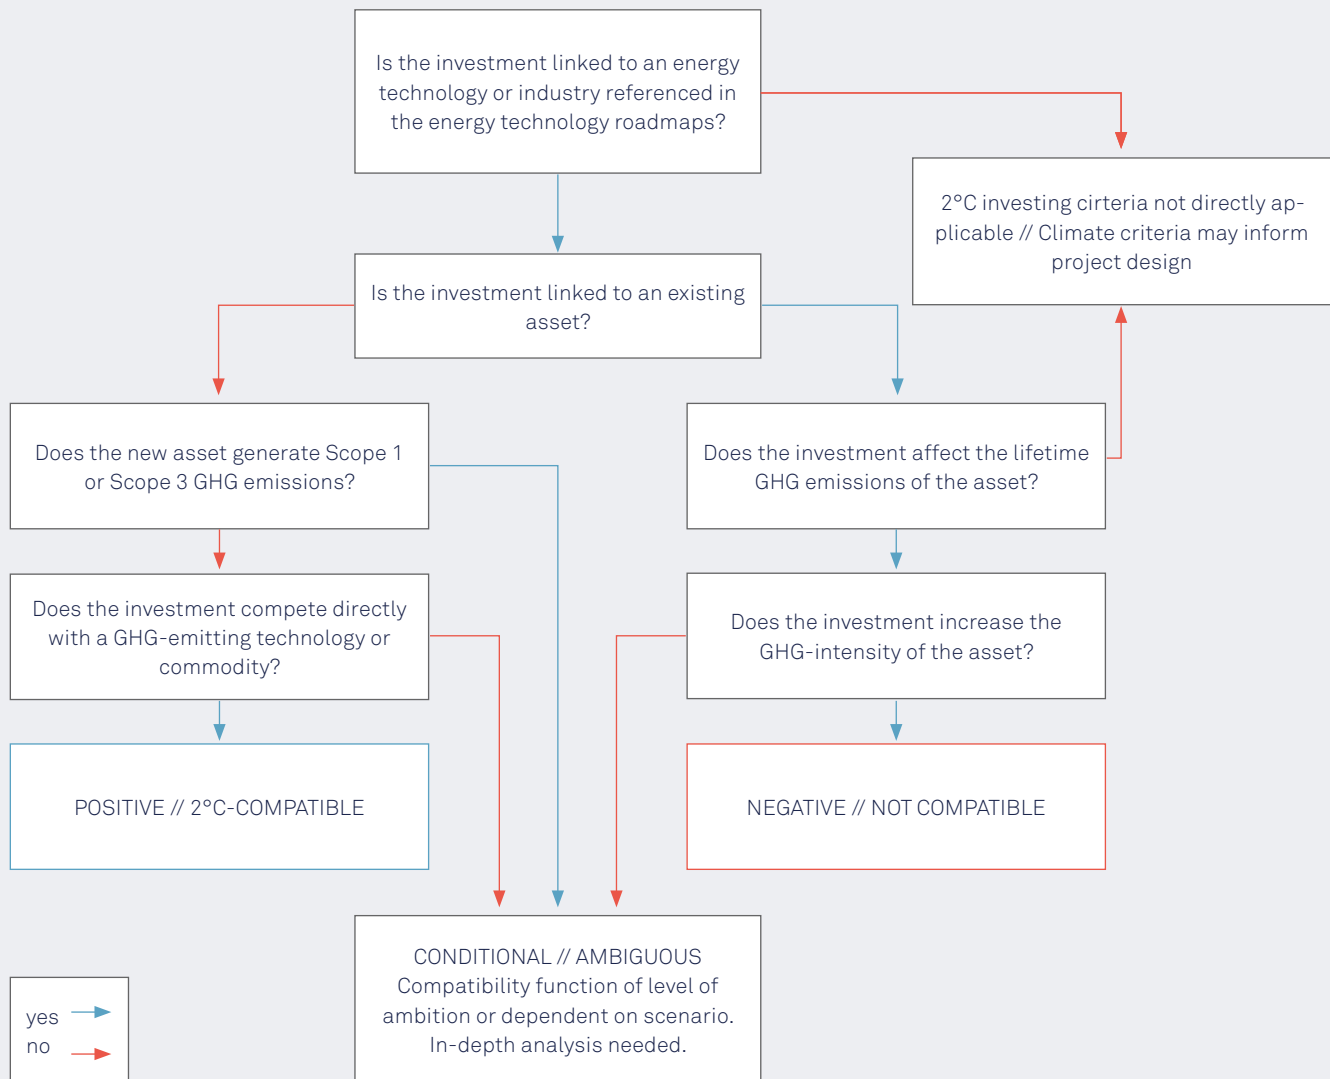 Is the investment linked to an energy
technology or industry referenced in
the energy technology roadmaps?
2°C investing cirteria not directly ap-
plicable // Climate criteria may inform
project design
Is the investment linked to an existing
asset?
Does the new asset generate Scope 1
or Scope 3 GHG emissions?
Does the investment affect the lifetime
GHG emissions of the asset?
Does the investment compete directly
with a GHG-emitting technology or
commodity?
Does the investment increase the
GHG-intensity of the asset?
POSITIVE // 2°C-COMPATIBLE
NEGATIVE // NOT COMPATIBLE
CONDITIONAL // AMBIGUOUS
Compatibility function of level of
ambition or dependent on scenario.
In-depth analysis needed.
yes
no